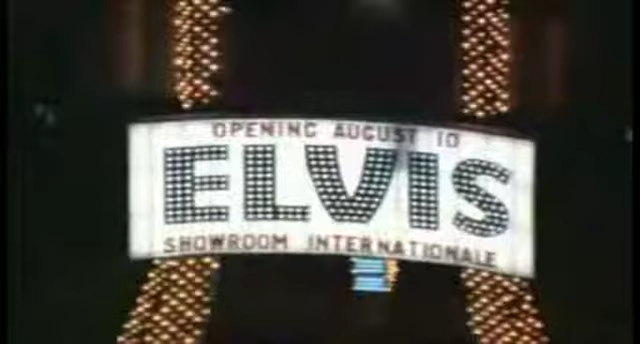 OPENING AUGUST 10
ELVIS
SHOWROOM INTERNATIONALE